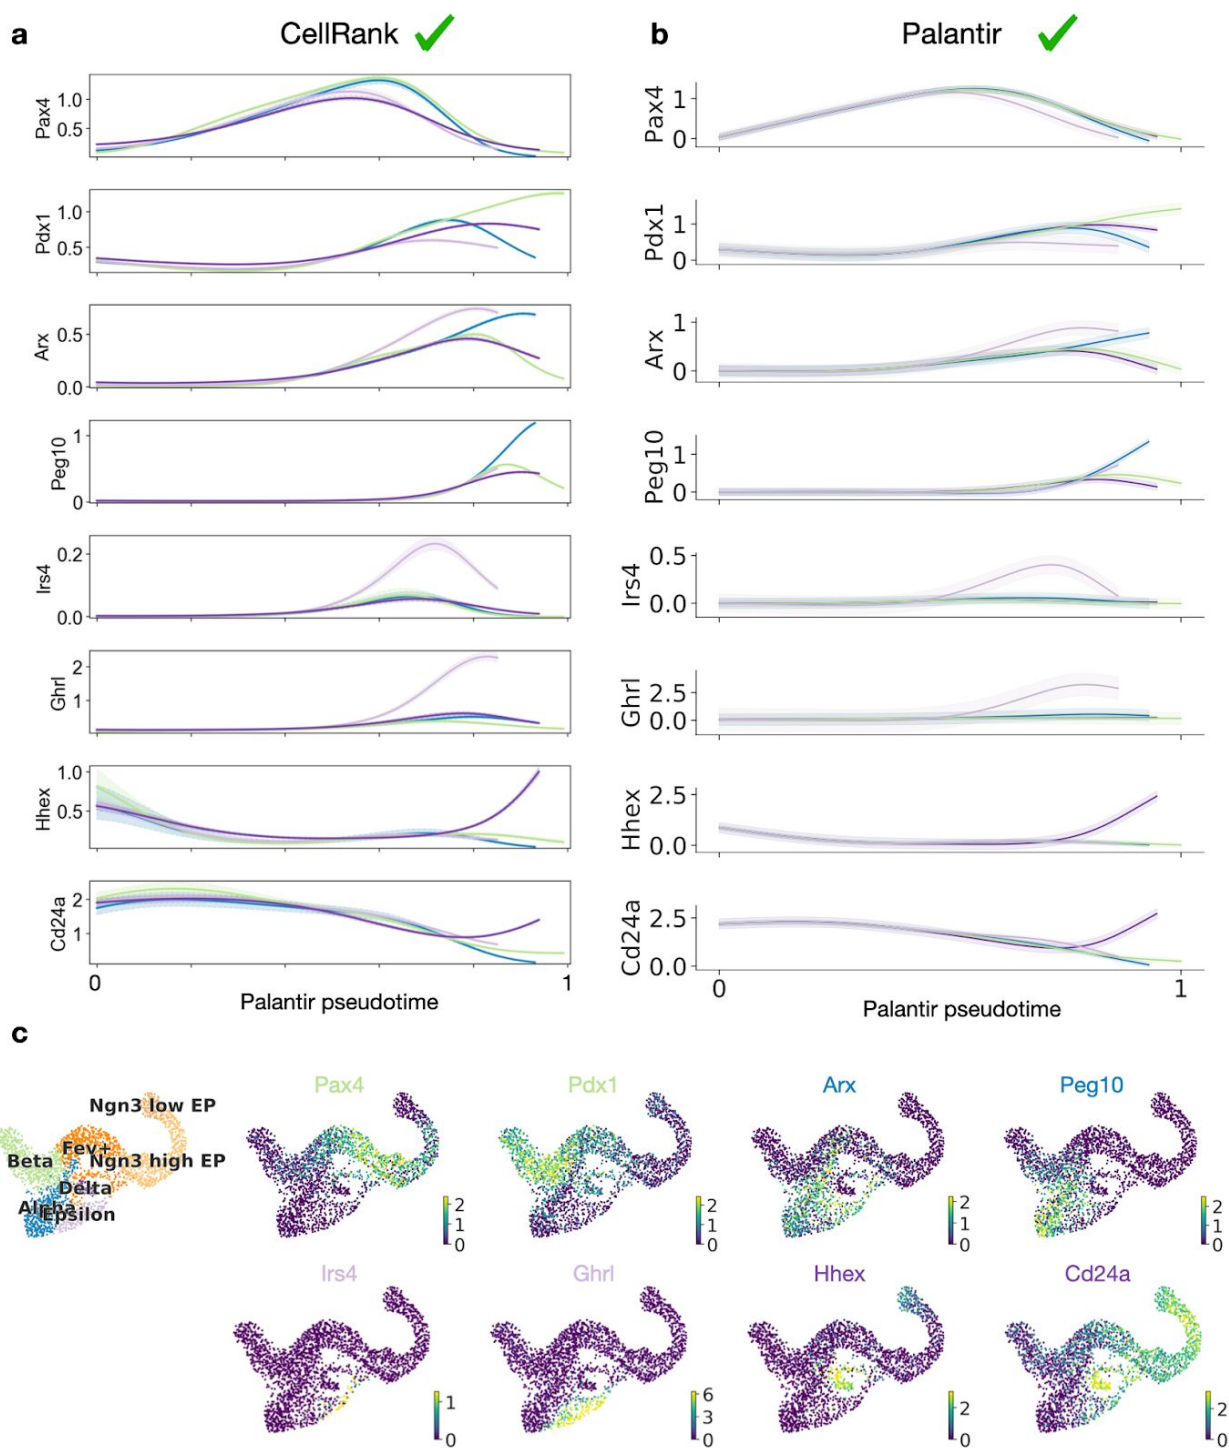 a CellRank b Palantir
Pax4 1.0 0.5
Pax4 1 0
Pdx1 1.0 0.5
Pdx1 1 0
Arx 0.5 0.0
Arx 1 0
Peg10 1 0
Peg10 1 0
Irs4 0.2 0.0
Irs4 0.5 0.0
Ghrl 2 1
Ghrl 2.5 0.0
Hhex 1.0 0.5
Hhex 2.5 0.0
Cd24a 2 1
Cd24a 2.5 0.0
0 1
Palantir pseudotime
0 1
Palantir pseudotime
c
Ngn3 low EP
Fev+
Beta
Ngn3 high EP
Delta
Alpha
Epsilon
Pax4 Pdx1 Arx Peg10
2 2 2 2
1 1 1 1
0 0 0 0
Irs4 Ghrl Hhex Cd24a
1 0
6 3 0
2 0
2 0